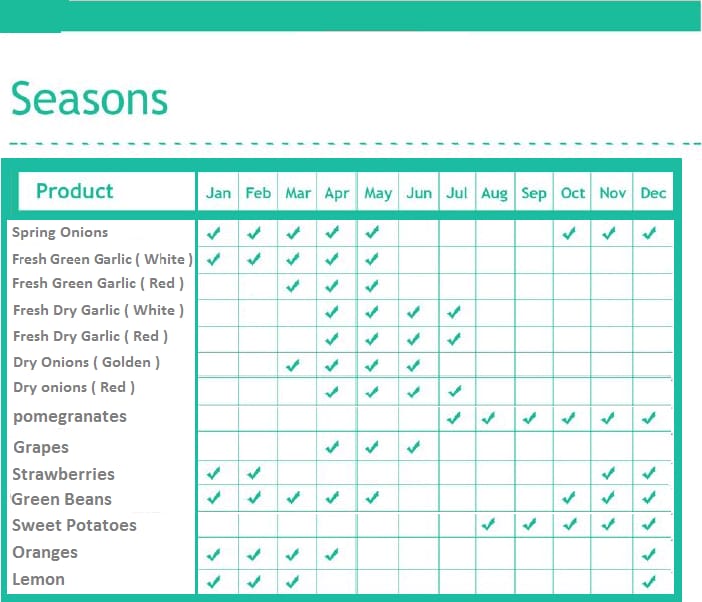 Seasons
Product Jan Feb Mar Apr May Jun Jul Aug Sep Oct Nov Dec
Spring Onions ✓ ✓ ✓ ✓ ✓ ✓ ✓ ✓
Fresh Green Garlic ( White ) ✓ ✓ ✓ ✓ ✓
Fresh Green Garlic ( Red ) ✓ ✓ ✓
Fresh Dry Garlic ( White ) ✓ ✓ ✓ ✓
Fresh Dry Garlic ( Red ) ✓ ✓ ✓ ✓
Dry Onions ( Golden ) ✓ ✓ ✓ ✓
Dry onions ( Red ) ✓ ✓ ✓ ✓
pomegranates ✓ ✓ ✓ ✓ ✓ ✓
Grapes ✓ ✓ ✓
Strawberries ✓ ✓ ✓ ✓
Green Beans ✓ ✓ ✓ ✓ ✓ ✓ ✓ ✓
Sweet Potatoes ✓ ✓ ✓ ✓ ✓
Oranges ✓ ✓ ✓ ✓ ✓
Lemon ✓ ✓ ✓ ✓